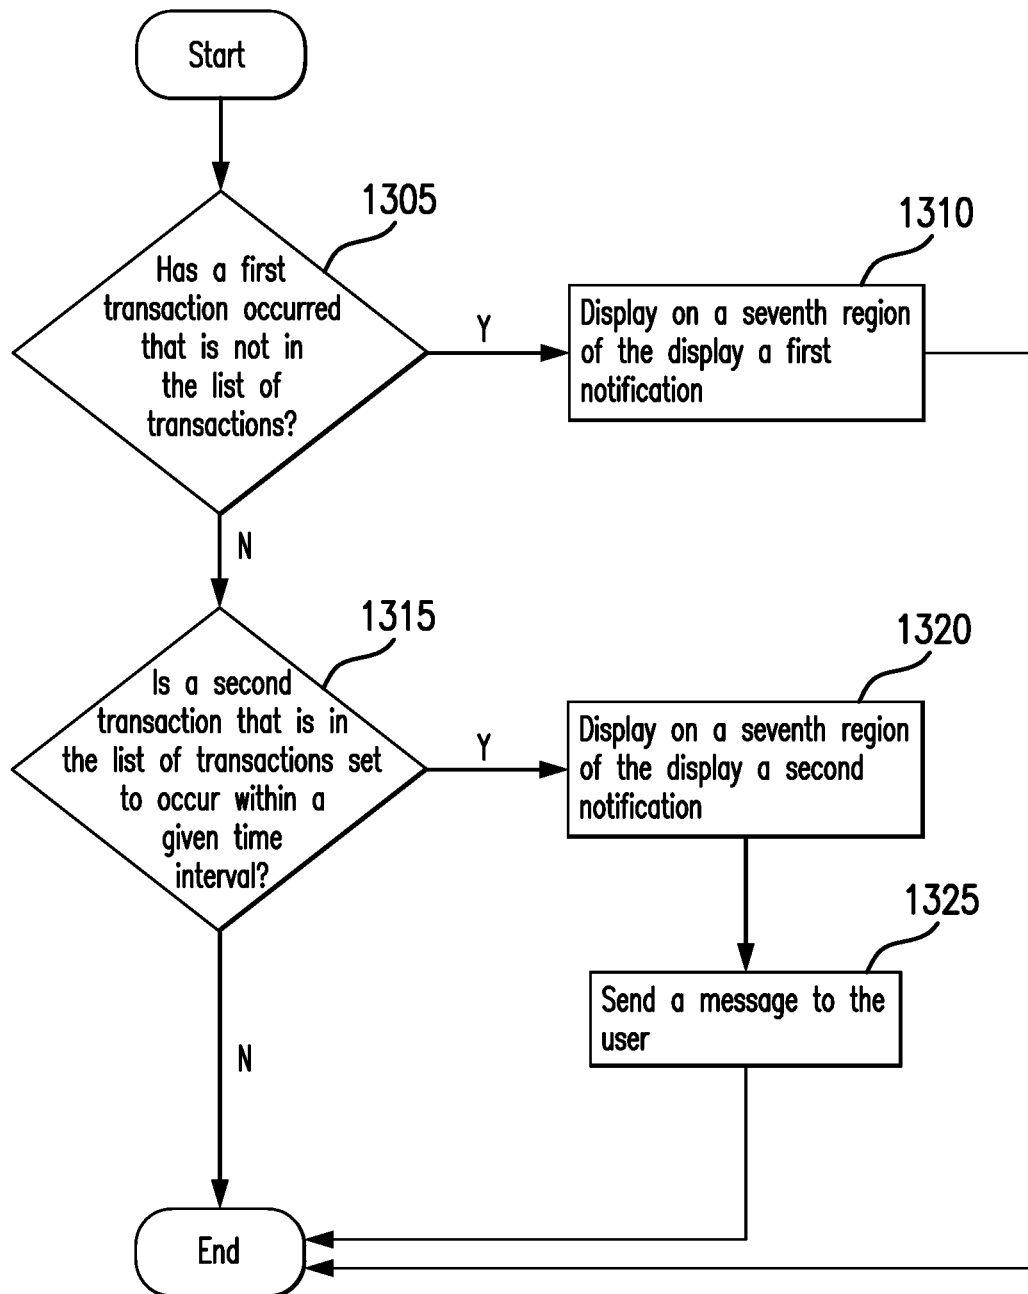 Start
1305
Has a first
transaction occurred
that is not in
the list of
transactions?
Y
1310
Display on a seventh region
of the display a first
notification
N
1315
Is a second
transaction that is in
the list of transactions set
to occur within a
given time
interval?
Y
1320
Display on a seventh region
of the display a second
notification
1325
Send a message to the
user
N
End